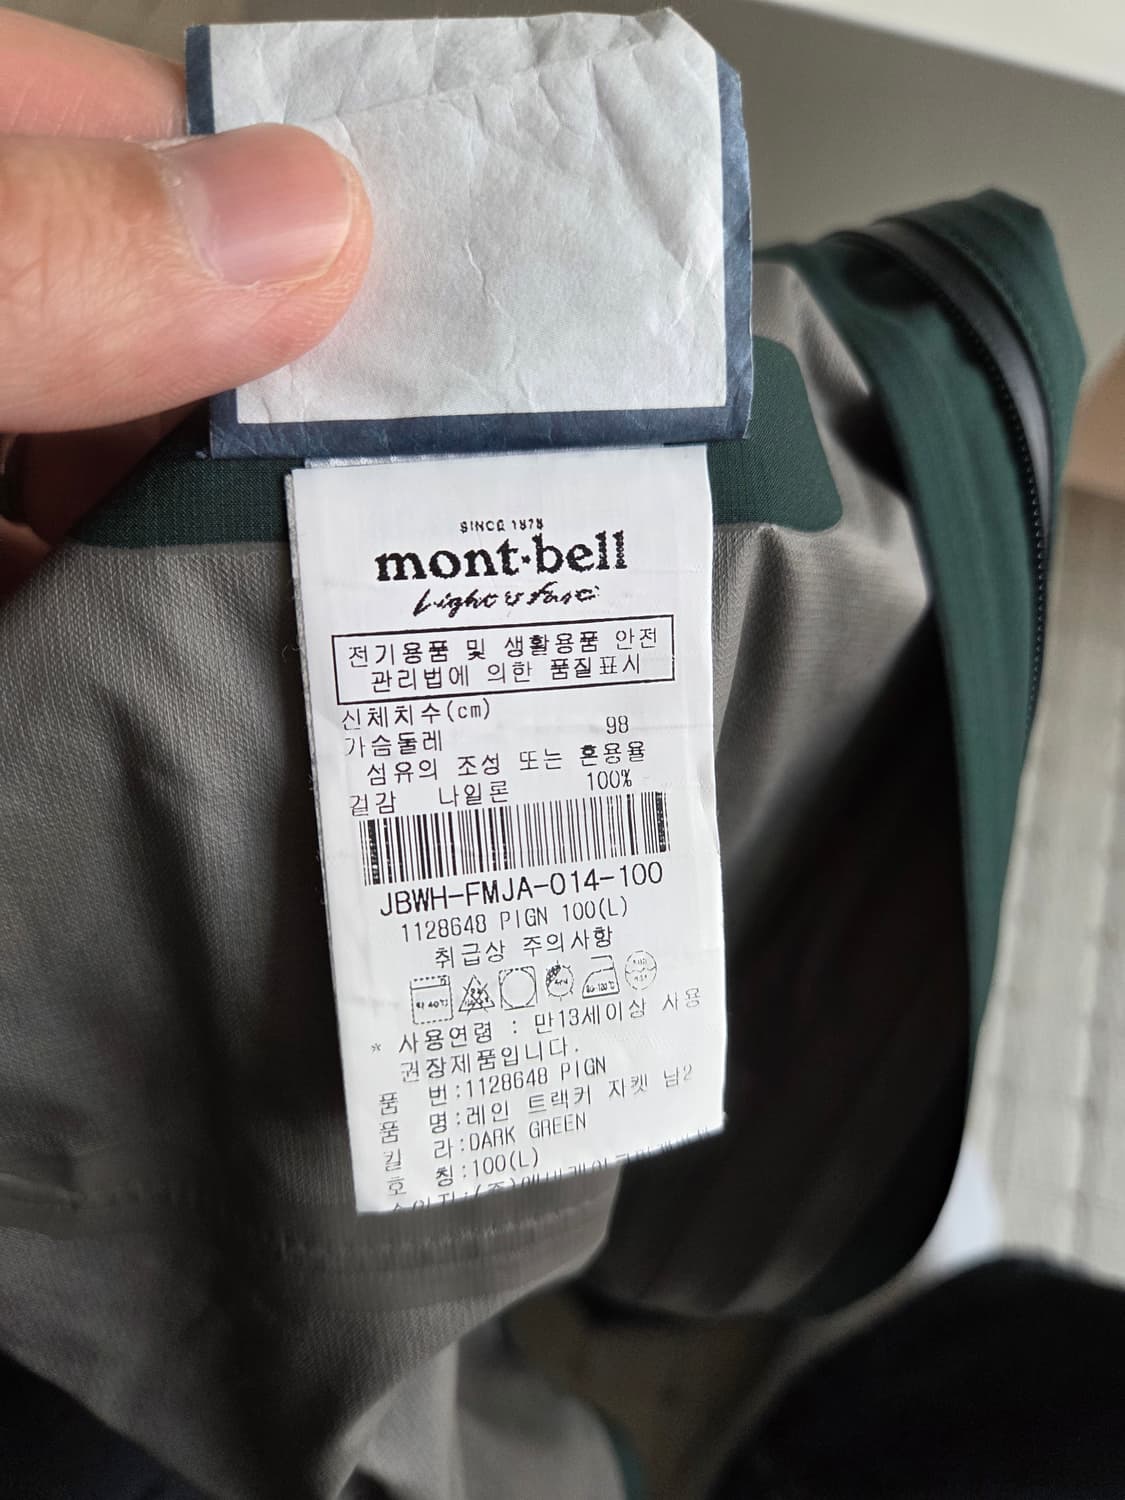 SINCE 1975
mont·bell
Light & Fast
전기용품 및 생활용품 안전
관리법에 의한 품질표시
신체치수(cm)
가슴둘레 98
섬유의 조성 또는 혼용율
겉감 나일론 100%
JBWH-FMJA-014-100
1128648 PIGN 100(L)
취급상 주의사항
* 사용연령 : 만13세이상 사용
권장제품입니다.
품 번:1128648 PIGN
품 명:레인 트랙커 자켓 남2
칼 라:DARK GREEN
호 칭:100(L)